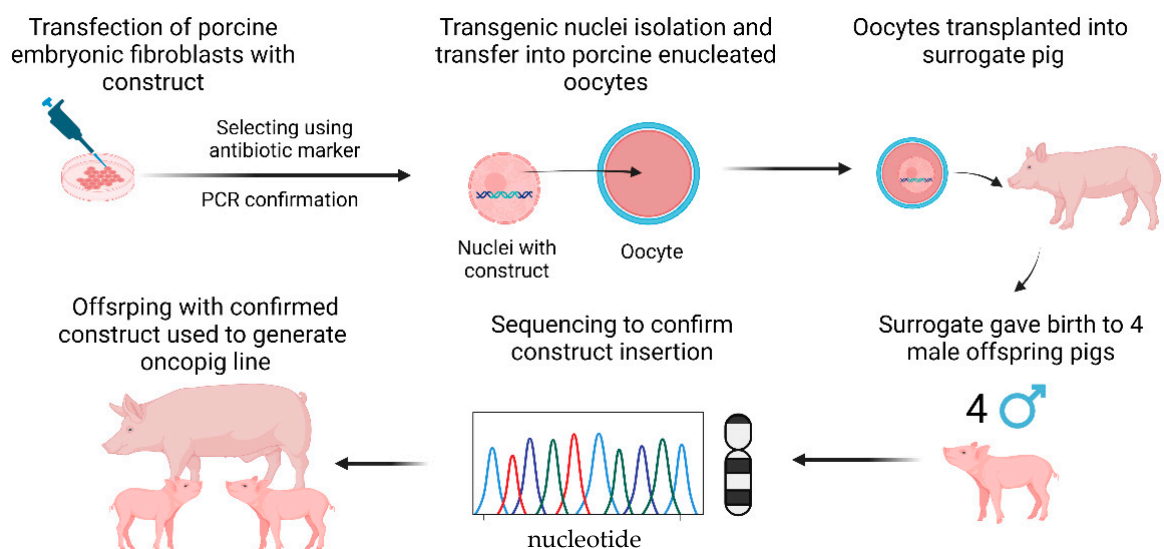 Transfection of porcine
embryonic fibroblasts with
construct
Selecting using
antibiotic marker
PCR confirmation
Transgenic nuclei isolation and
transfer into porcine enucleated
oocytes
Nuclei with
construct
Oocyte
Oocytes transplanted into
surrogate pig
Surrogate gave birth to 4
male offspring pigs
4
Sequencing to confirm
construct insertion
nucleotide
Offsrping with confirmed
construct used to generate
oncopig line